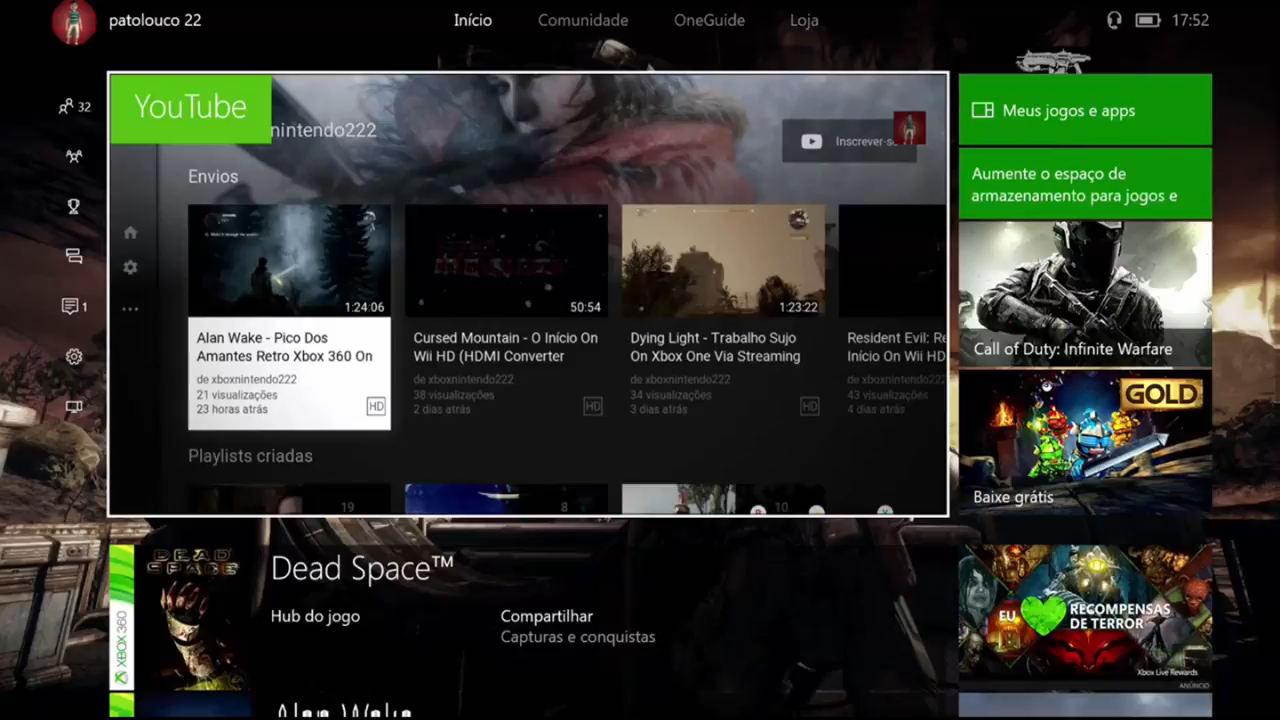 patolouco 22
Início
Comunidade
OneGuide
Loja
17:52
32
1
YouTube
nintendo222
Inscrever-s
Envios
1:24:06
Alan Wake - Pico Dos
Amantes Retro Xbox 360 On
de xboxnintendo222
21 visualizações
23 horas atrás
HD
50:54
Cursed Mountain - O Início On
Wii HD (HDMI Converter
de xboxnintendo222
38 visualizações
2 dias atrás
HD
1:23:22
Dying Light - Trabalho Sujo
On Xbox One Via Streaming
de xboxnintendo222
34 visualizações
3 dias atrás
HD
Resident Evil: Re
Início On Wii HD
de xboxnintendo222
43 visualizações
4 dias atrás
Playlists criadas
19
8
10
Meus jogos e apps
Aumente o espaço de
armazenamento para jogos e
Call of Duty: Infinite Warfare
GOLD
Baixe grátis
XBOX 360
DEAD
SPACE
Dead Space™
Hub do jogo
Compartilhar
Capturas e conquistas
EU
RECOMPENSAS
DE TERROR
Xbox Live Rewards
ANÚNCIO
Alan Wake